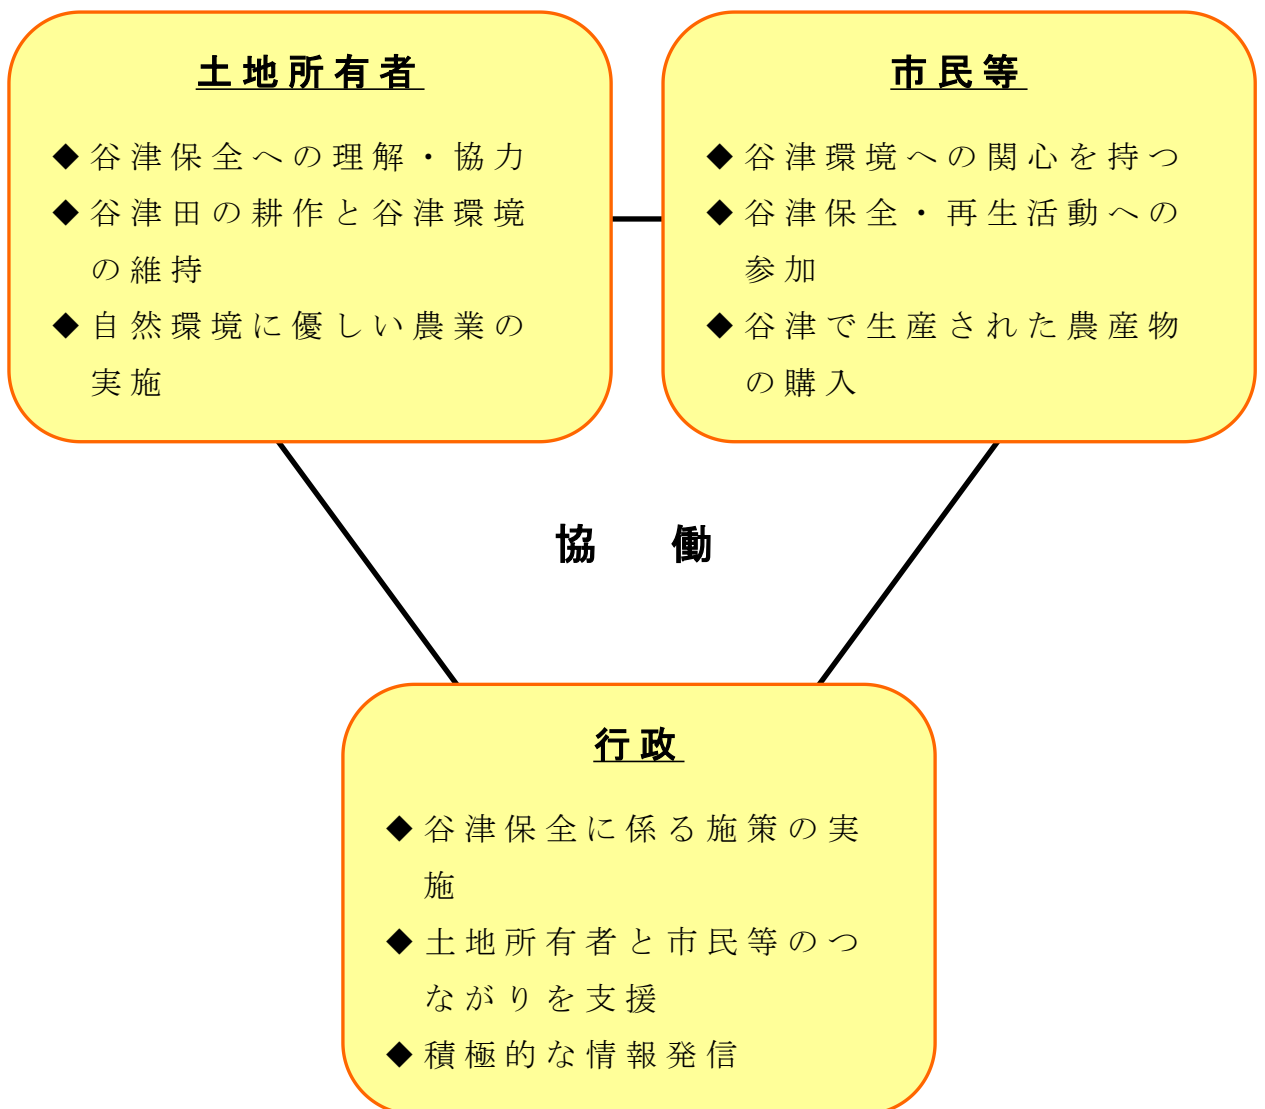 土地所有者
◆谷津保全への理解・協力
◆谷津田の耕作と谷津環境
の維持
◆自然環境に優しい農業の
実施
市民等
◆谷津環境への関心を持つ
◆谷津保全・再生活動への
参加
◆谷津で生産された農産物
の購入
協　働
行政
◆谷津保全に係る施策の実
施
◆土地所有者と市民等のつ
ながりを支援
◆積極的な情報発信